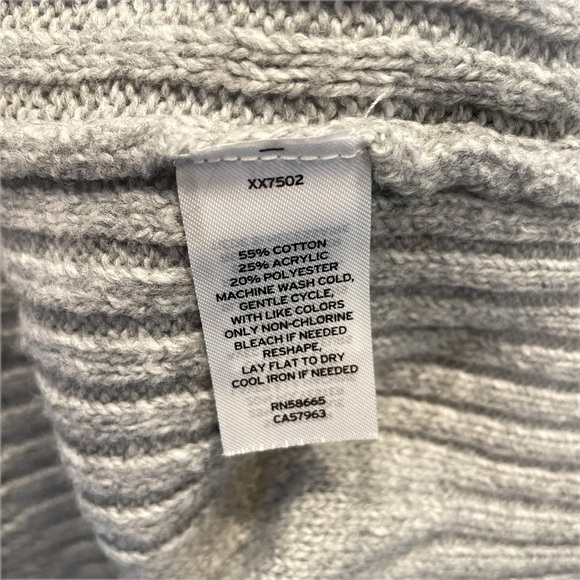 XX7502
55% COTTON
25% ACRYLIC
20% POLYESTER
MACHINE WASH COLD,
GENTLE CYCLE,
WITH LIKE COLORS
ONLY NON-CHLORINE
BLEACH IF NEEDED
RESHAPE,
LAY FLAT TO DRY
COOL IRON IF NEEDED
RN58665
CA57963